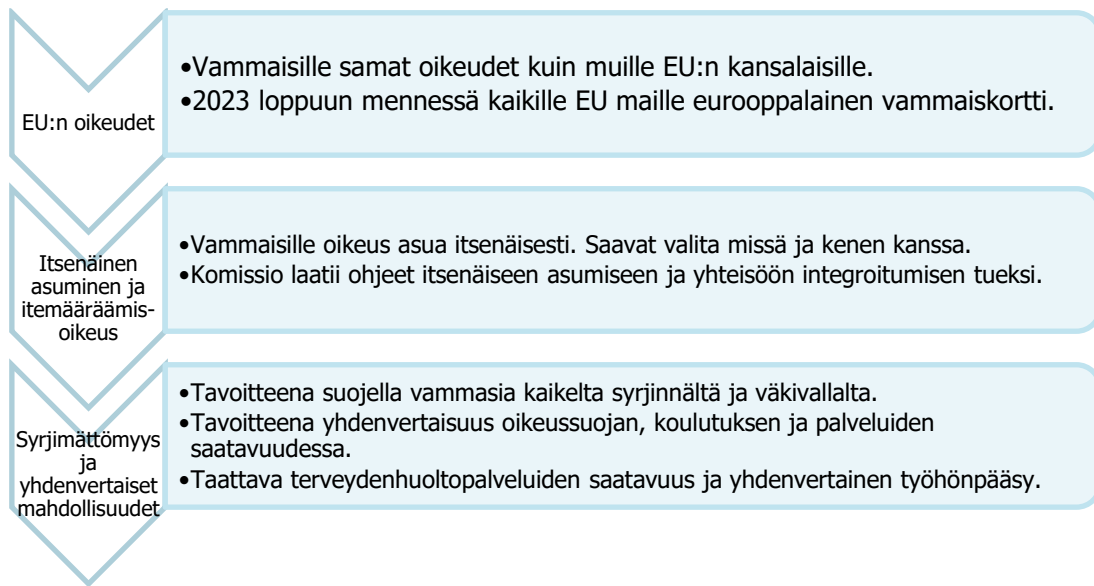 EU:n oikeudet
•Vammaisille samat oikeudet kuin muille EU:n kansalaisille.
•2023 loppuun mennessä kaikille EU maille eurooppalainen vammaiskortti.
Itsenäinen
asuminen ja
itemääräämis-
oikeus
•Vammaisille oikeus asua itsenäisesti. Saavat valita missä ja kenen kanssa.
•Komissio laatii ohjeet itsenäiseen asumiseen ja yhteisöön integroitumisen tueksi.
Syrjimättömyys
ja
yhdenvertaiset
mahdollisuudet
•Tavoitteena suojella vammasia kaikelta syrjinnältä ja väkivallalta.
•Tavoitteena yhdenvertaisuus oikeussuojan, koulutuksen ja palveluiden
saatavuudessa.
•Taattava terveydenhuoltopalveluiden saatavuus ja yhdenvertainen työhönpääsy.